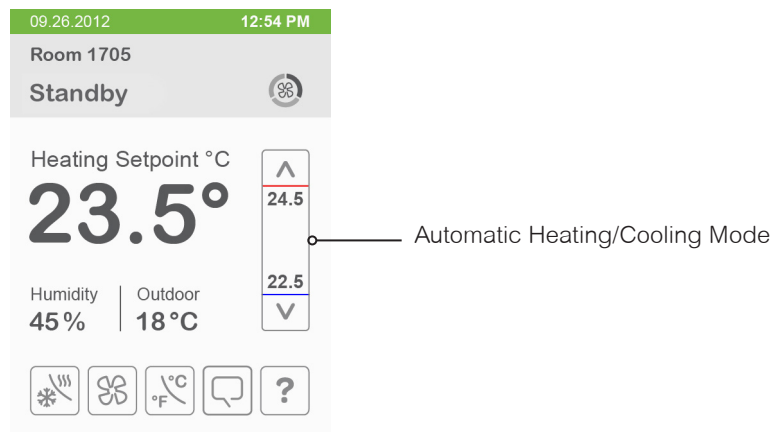 09.26.2012 12:54 PM
Room 1705
Standby
Heating Setpoint °C
23.5°
24.5
Automatic Heating/Cooling Mode
22.5
Humidity Outdoor
45% 18°C
°F °C ?